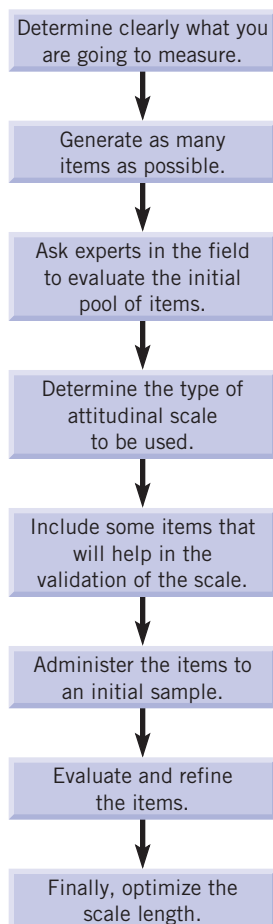 Determine clearly what you
are going to measure.
Generate as many
items as possible.
Ask experts in the field
to evaluate the initial
pool of items.
Determine the type of
attitudinal scale
to be used.
Include some items that
will help in the
validation of the scale.
Administer the items to
an initial sample.
Evaluate and refine
the items.
Finally, optimize the
scale length.